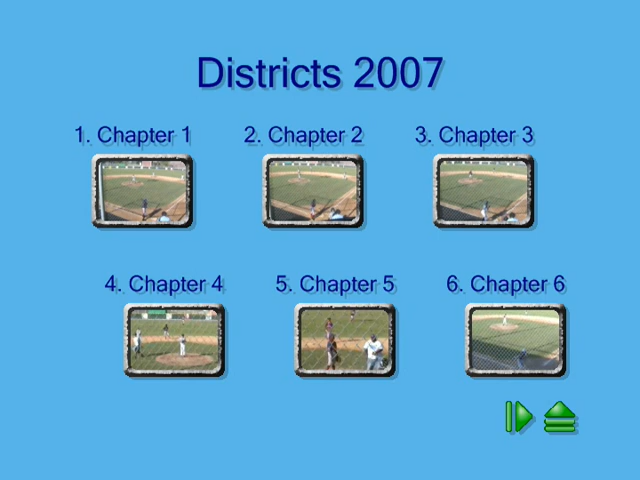 Districts 2007
1. Chapter 1
2. Chapter 2
3. Chapter 3
4. Chapter 4
5. Chapter 5
6. Chapter 6